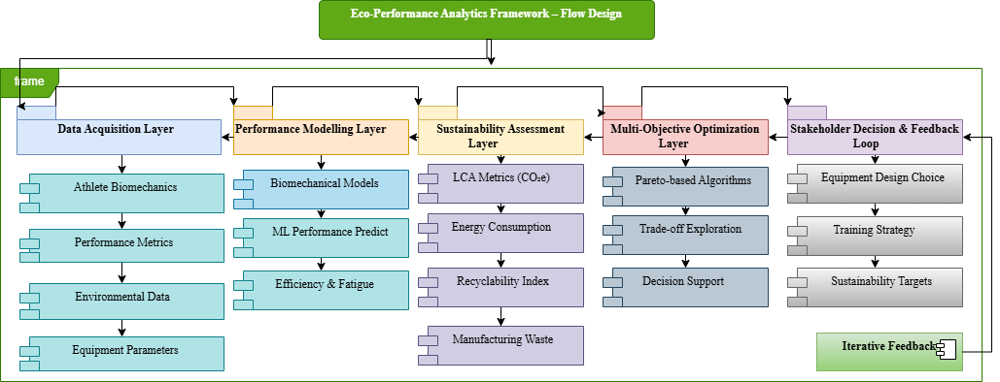 Eco-Performance Analytics Framework – Flow Design
frame
Data Acquisition Layer
Athlete Biomechanics
Performance Metrics
Environmental Data
Equipment Parameters
Performance Modelling Layer
Biomechanical Models
ML Performance Predict
Efficiency & Fatigue
Sustainability Assessment
Layer
LCA Metrics (CO₂e)
Energy Consumption
Recyclability Index
Manufacturing Waste
Multi-Objective Optimization
Layer
Pareto-based Algorithms
Trade-off Exploration
Decision Support
Stakeholder Decision & Feedback
Loop
Equipment Design Choice
Training Strategy
Sustainability Targets
Iterative Feedback